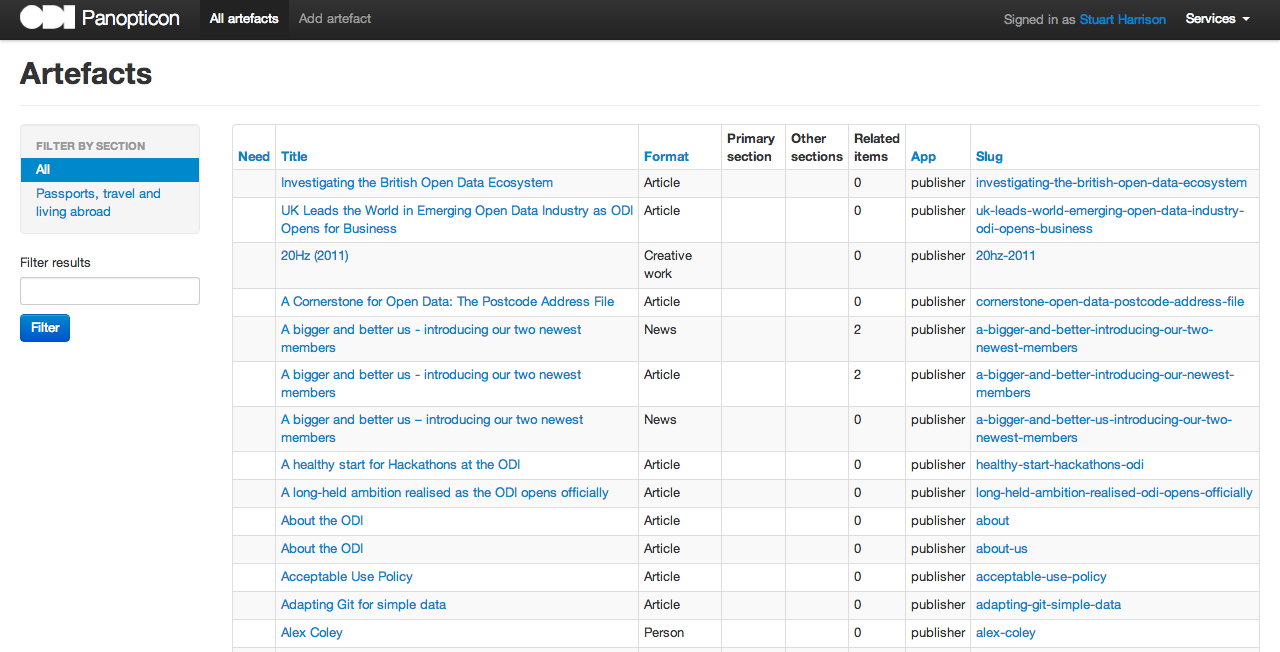 ODI Panopticon All artefacts Add artefact Signed in as Stuart Harrison Services
Artefacts
FILTER BY SECTION
All
Passports, travel and
living abroad
Filter results
Filter
Need Title Format Primary section Other sections Related items App Slug
Investigating the British Open Data Ecosystem Article 0 publisher investigating-the-british-open-data-ecosystem
UK Leads the World in Emerging Open Data Industry as ODI Article 0 publisher uk-leads-world-emerging-open-data-industry-
Opens for Business odi-opens-business
20Hz (2011) Creative 0 publisher 20hz-2011
work
A Cornerstone for Open Data: The Postcode Address File Article 0 publisher cornerstone-open-data-postcode-address-file
A bigger and better us - introducing our two newest News 2 publisher a-bigger-and-better-introducing-our-two-
members newest-members
A bigger and better us - introducing our two newest Article 2 publisher a-bigger-and-better-introducing-our-newest-
members members
A bigger and better us – introducing our two newest News 0 publisher a-bigger-and-better-us-introducing-our-two-
members newest-members
A healthy start for Hackathons at the ODI Article 0 publisher healthy-start-hackathons-odi
A long-held ambition realised as the ODI opens officially Article 0 publisher long-held-ambition-realised-odi-opens-officially
About the ODI Article 0 publisher about
About the ODI Article 0 publisher about-us
Acceptable Use Policy Article 0 publisher acceptable-use-policy
Adapting Git for simple data Article 0 publisher adapting-git-simple-data
Alex Coley Person 0 publisher alex-coley